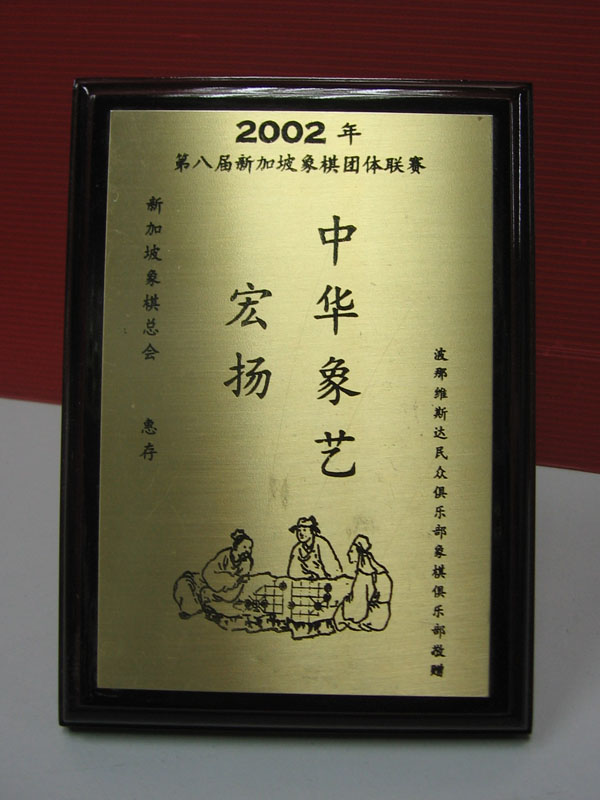 2002 年
第八届新加坡象棋团体联赛
新加坡象棋总会 惠存
宏扬
中华象艺
波那维斯达民众俱乐部象棋俱乐部敬赠